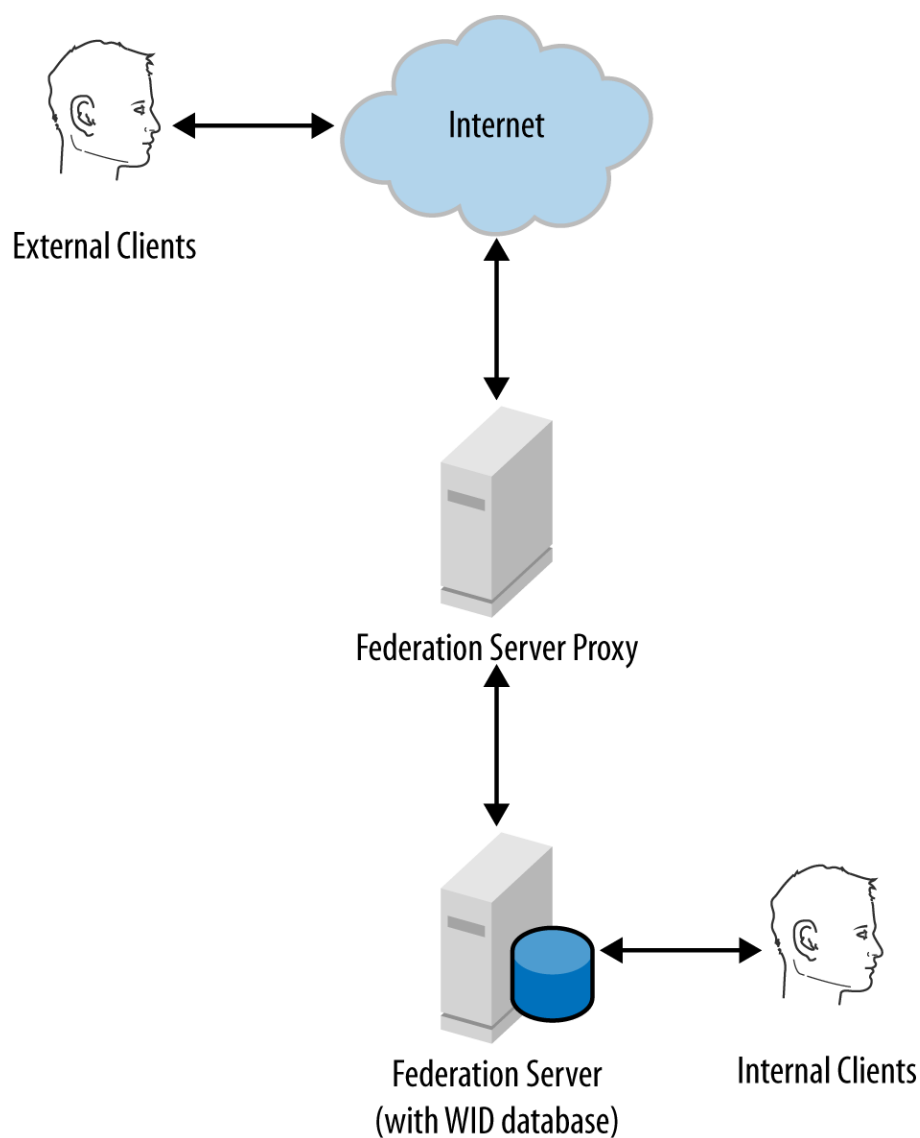 Internet
External Clients
Federation Server Proxy
Federation Server
(with WID database)
Internal Clients